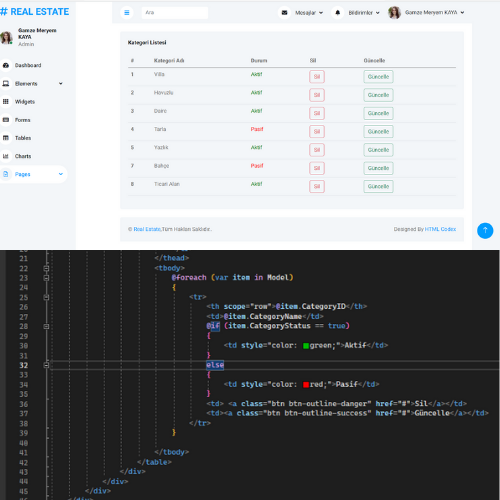 # REAL ESTATE
Ara
Mesajlar
Bildirimler
Gamze Meryem KAYA
Gamze Meryem
KAYA
Admin
Dashboard
Elements
Widgets
Forms
Tables
Charts
Pages
Kategori Listesi
# Kategori Adı Durum Sil Güncelle
1 Villa Aktif Sil Güncelle
2 Havuzlu Aktif Sil Güncelle
3 Daire Aktif Sil Güncelle
4 Tarla Pasif Sil Güncelle
5 Yazlık Aktif Sil Güncelle
7 Bahçe Pasif Sil Güncelle
8 Ticari Alan Aktif Sil Güncelle
© Real Estate, Tüm Hakları Saklıdır.
Designed By HTML Codex
21 </thead>
22 <tbody>
23 @foreach (var item in Model)
24 {
25 <tr>
26 <th scope="row">@item.CategoryID</th>
27 <td>@item.CategoryName</td>
28 @if (item.CategoryStatus == true)
29 {
30 <td style="color: green;">Aktif</td>
31 }
32 else
33 {
34 <td style="color: red;">Pasif</td>
35 }
36 <td> <a class="btn btn-outline-danger" href="#">Sil</a></td>
37 <td><a class="btn btn-outline-success" href="#">Güncelle</a></td>
38 </tr>
39 }
40
41 </tbody>
42 </table>
43 </div>
44 </div>
45 </div>